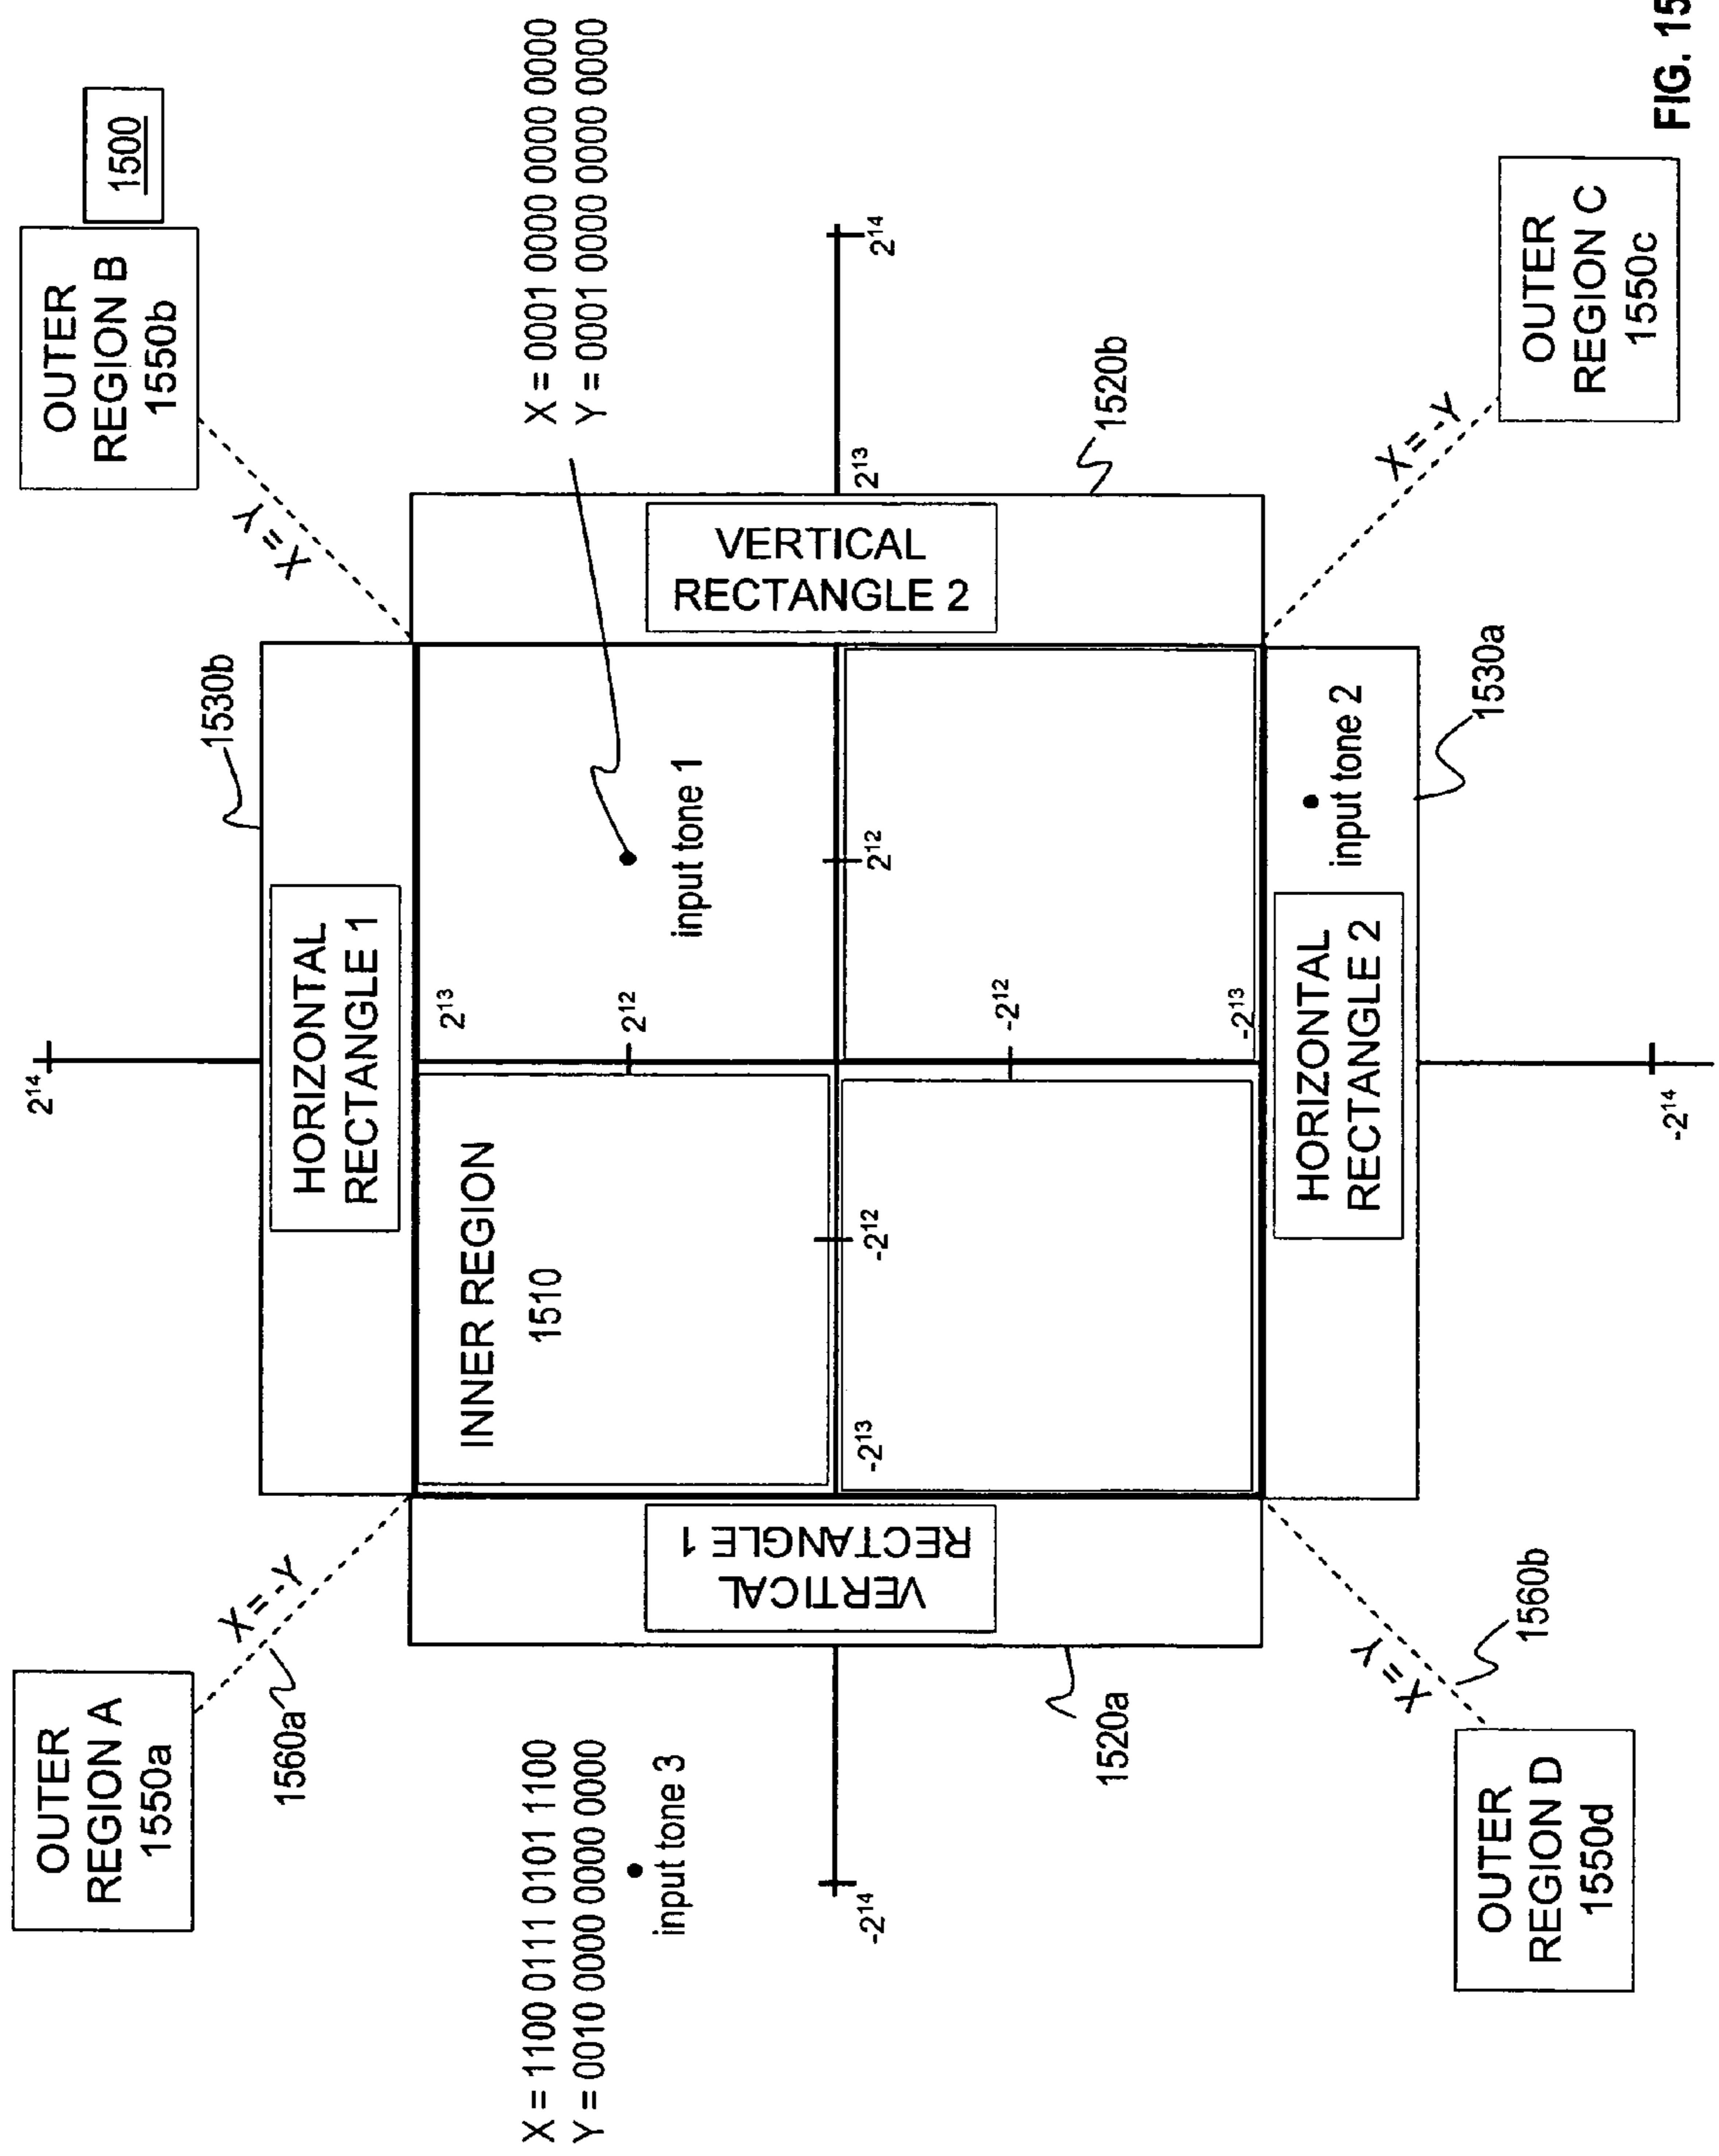 OUTER
REGION A
1550a
1560a
X = -Y
2^14
HORIZONTAL
RECTANGLE 1
1530b
OUTER
REGION B
1550b
1500
X = Y
X = 1100 0111 0101 1100
Y = 0010 0000 0000 0000
input tone 3
INNER REGION
1510
2^13
2^12
input tone 1
X = 0001 0000 0000 0000
Y = 0001 0000 0000 0000
VERTICAL
RECTANGLE 1
VERTICAL
RECTANGLE 2
-2^14
-2^13
-2^12
2^12
2^13
2^14
-2^12
-2^13
1520a
1520b
HORIZONTAL
RECTANGLE 2
input tone 2
1530a
X = Y
1560b
X = -Y
OUTER
REGION D
1550d
OUTER
REGION C
1550c
-2^14
FIG. 15